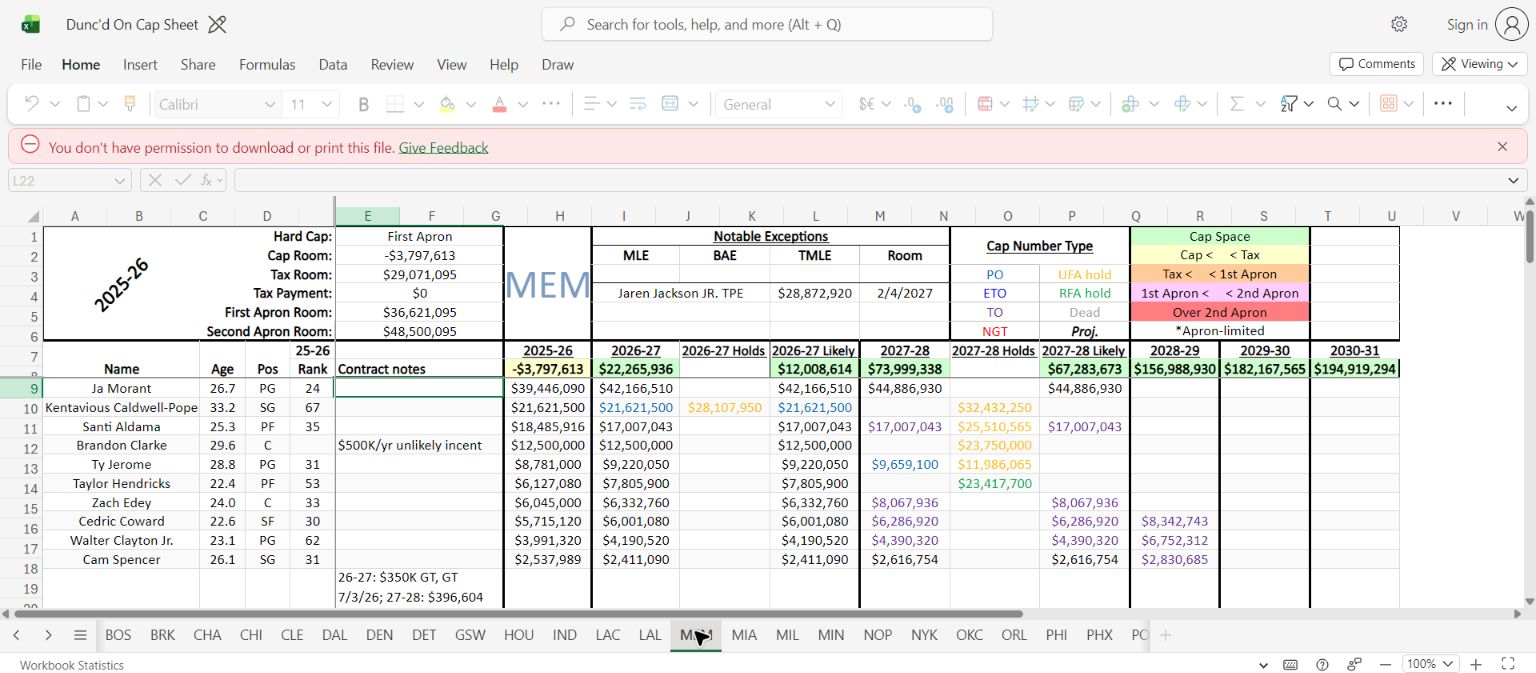 Dunc'd On Cap Sheet
Search for tools, help, and more (Alt + Q)
Sign in
File Home Insert Share Formulas Data Review View Help Draw
Comments Viewing
Calibri 11 B A General $€ .0 .00
You don't have permission to download or print this file. Give Feedback
L22 fx
A B C D E F G H I J K L M N O P Q R S T U V W
1 Hard Cap: First Apron Notable Exceptions Cap Number Type Cap Space
2 2025-26 Cap Room: -$3,797,613 MEM MLE BAE TMLE Room Cap < < Tax
3 Tax Room: $29,071,095 PO UFA hold Tax < < 1st Apron
4 Tax Payment: $0 Jaren Jackson JR. TPE $28,872,920 2/4/2027 ETO RFA hold 1st Apron < < 2nd Apron
5 First Apron Room: $36,621,095 TO Dead Over 2nd Apron
6 Second Apron Room: $48,500,095 NGT Proj. *Apron-limited
7 25-26 2025-26 2026-27 2026-27 Holds 2026-27 Likely 2027-28 2027-28 Holds 2027-28 Likely 2028-29 2029-30 2030-31
Name Age Pos Rank Contract notes -$3,797,613 $22,265,936 $12,008,614 $73,999,338 $67,283,673 $156,988,930 $182,167,565 $194,919,294
9 Ja Morant 26.7 PG 24 $39,446,090 $42,166,510 $42,166,510 $44,886,930 $44,886,930
10 Kentavious Caldwell-Pope 33.2 SG 67 $21,621,500 $21,621,500 $28,107,950 $21,621,500 $32,432,250
11 Santi Aldama 25.3 PF 35 $18,485,916 $17,007,043 $17,007,043 $17,007,043 $25,510,565 $17,007,043
12 Brandon Clarke 29.6 C $500K/yr unlikely incent $12,500,000 $12,500,000 $12,500,000 $23,750,000
13 Ty Jerome 28.8 PG 31 $8,781,000 $9,220,050 $9,220,050 $9,659,100 $11,986,065
14 Taylor Hendricks 22.4 PF 53 $6,127,080 $7,805,900 $7,805,900 $23,417,700
15 Zach Edey 24.0 C 33 $6,045,000 $6,332,760 $6,332,760 $8,067,936 $8,067,936
16 Cedric Coward 22.6 SF 30 $5,715,120 $6,001,080 $6,001,080 $6,286,920 $6,286,920 $8,342,743
17 Walter Clayton Jr. 23.1 PG 62 $3,991,320 $4,190,520 $4,190,520 $4,390,320 $4,390,320 $6,752,312
18 Cam Spencer 26.1 SG 31 $2,537,989 $2,411,090 $2,411,090 $2,616,754 $2,616,754 $2,830,685
19 26-27: $350K GT, GT
7/3/26; 27-28: $396,604
BOS BRK CHA CHI CLE DAL DEN DET GSW HOU IND LAC LAL MEM MIA MIL MIN NOP NYK OKC ORL PHI PHX PO
Workbook Statistics
100%